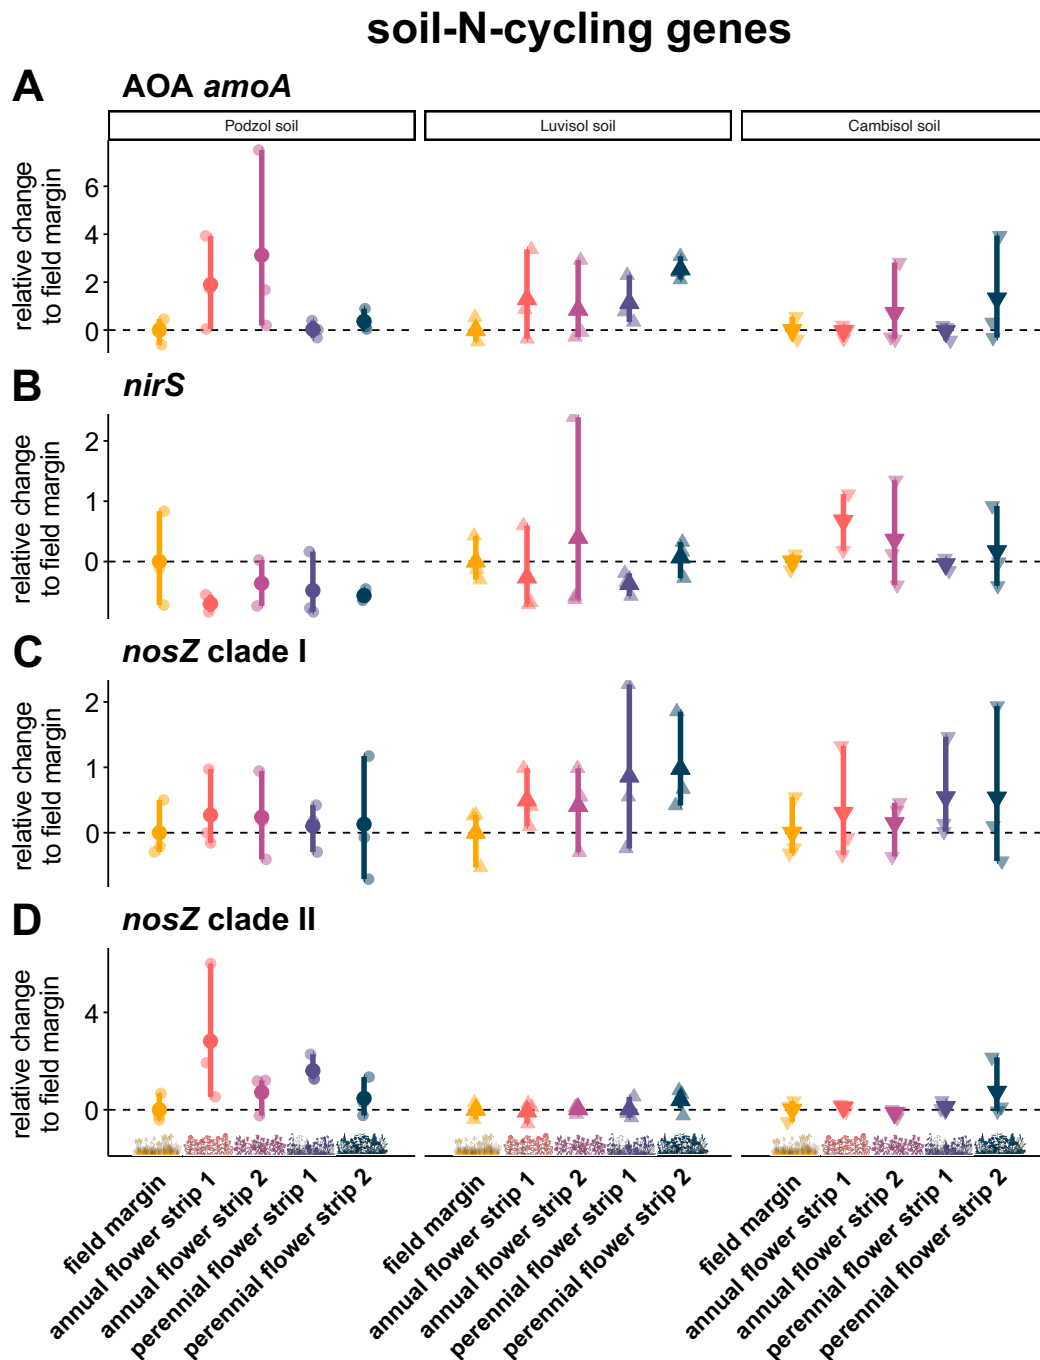 soil-N-cycling genes
A AOA amoA
Podzol soil Luvisol soil Cambisol soil
relative change
to field margin
6
4
2
0
B nirS
relative change
to field margin
2
1
0
C nosZ clade I
relative change
to field margin
2
1
0
D nosZ clade II
relative change
to field margin
4
0
field margin
annual flower strip 1
annual flower strip 2
perennial flower strip 1
perennial flower strip 2
field margin
annual flower strip 1
annual flower strip 2
perennial flower strip 1
perennial flower strip 2
field margin
annual flower strip 1
annual flower strip 2
perennial flower strip 1
perennial flower strip 2